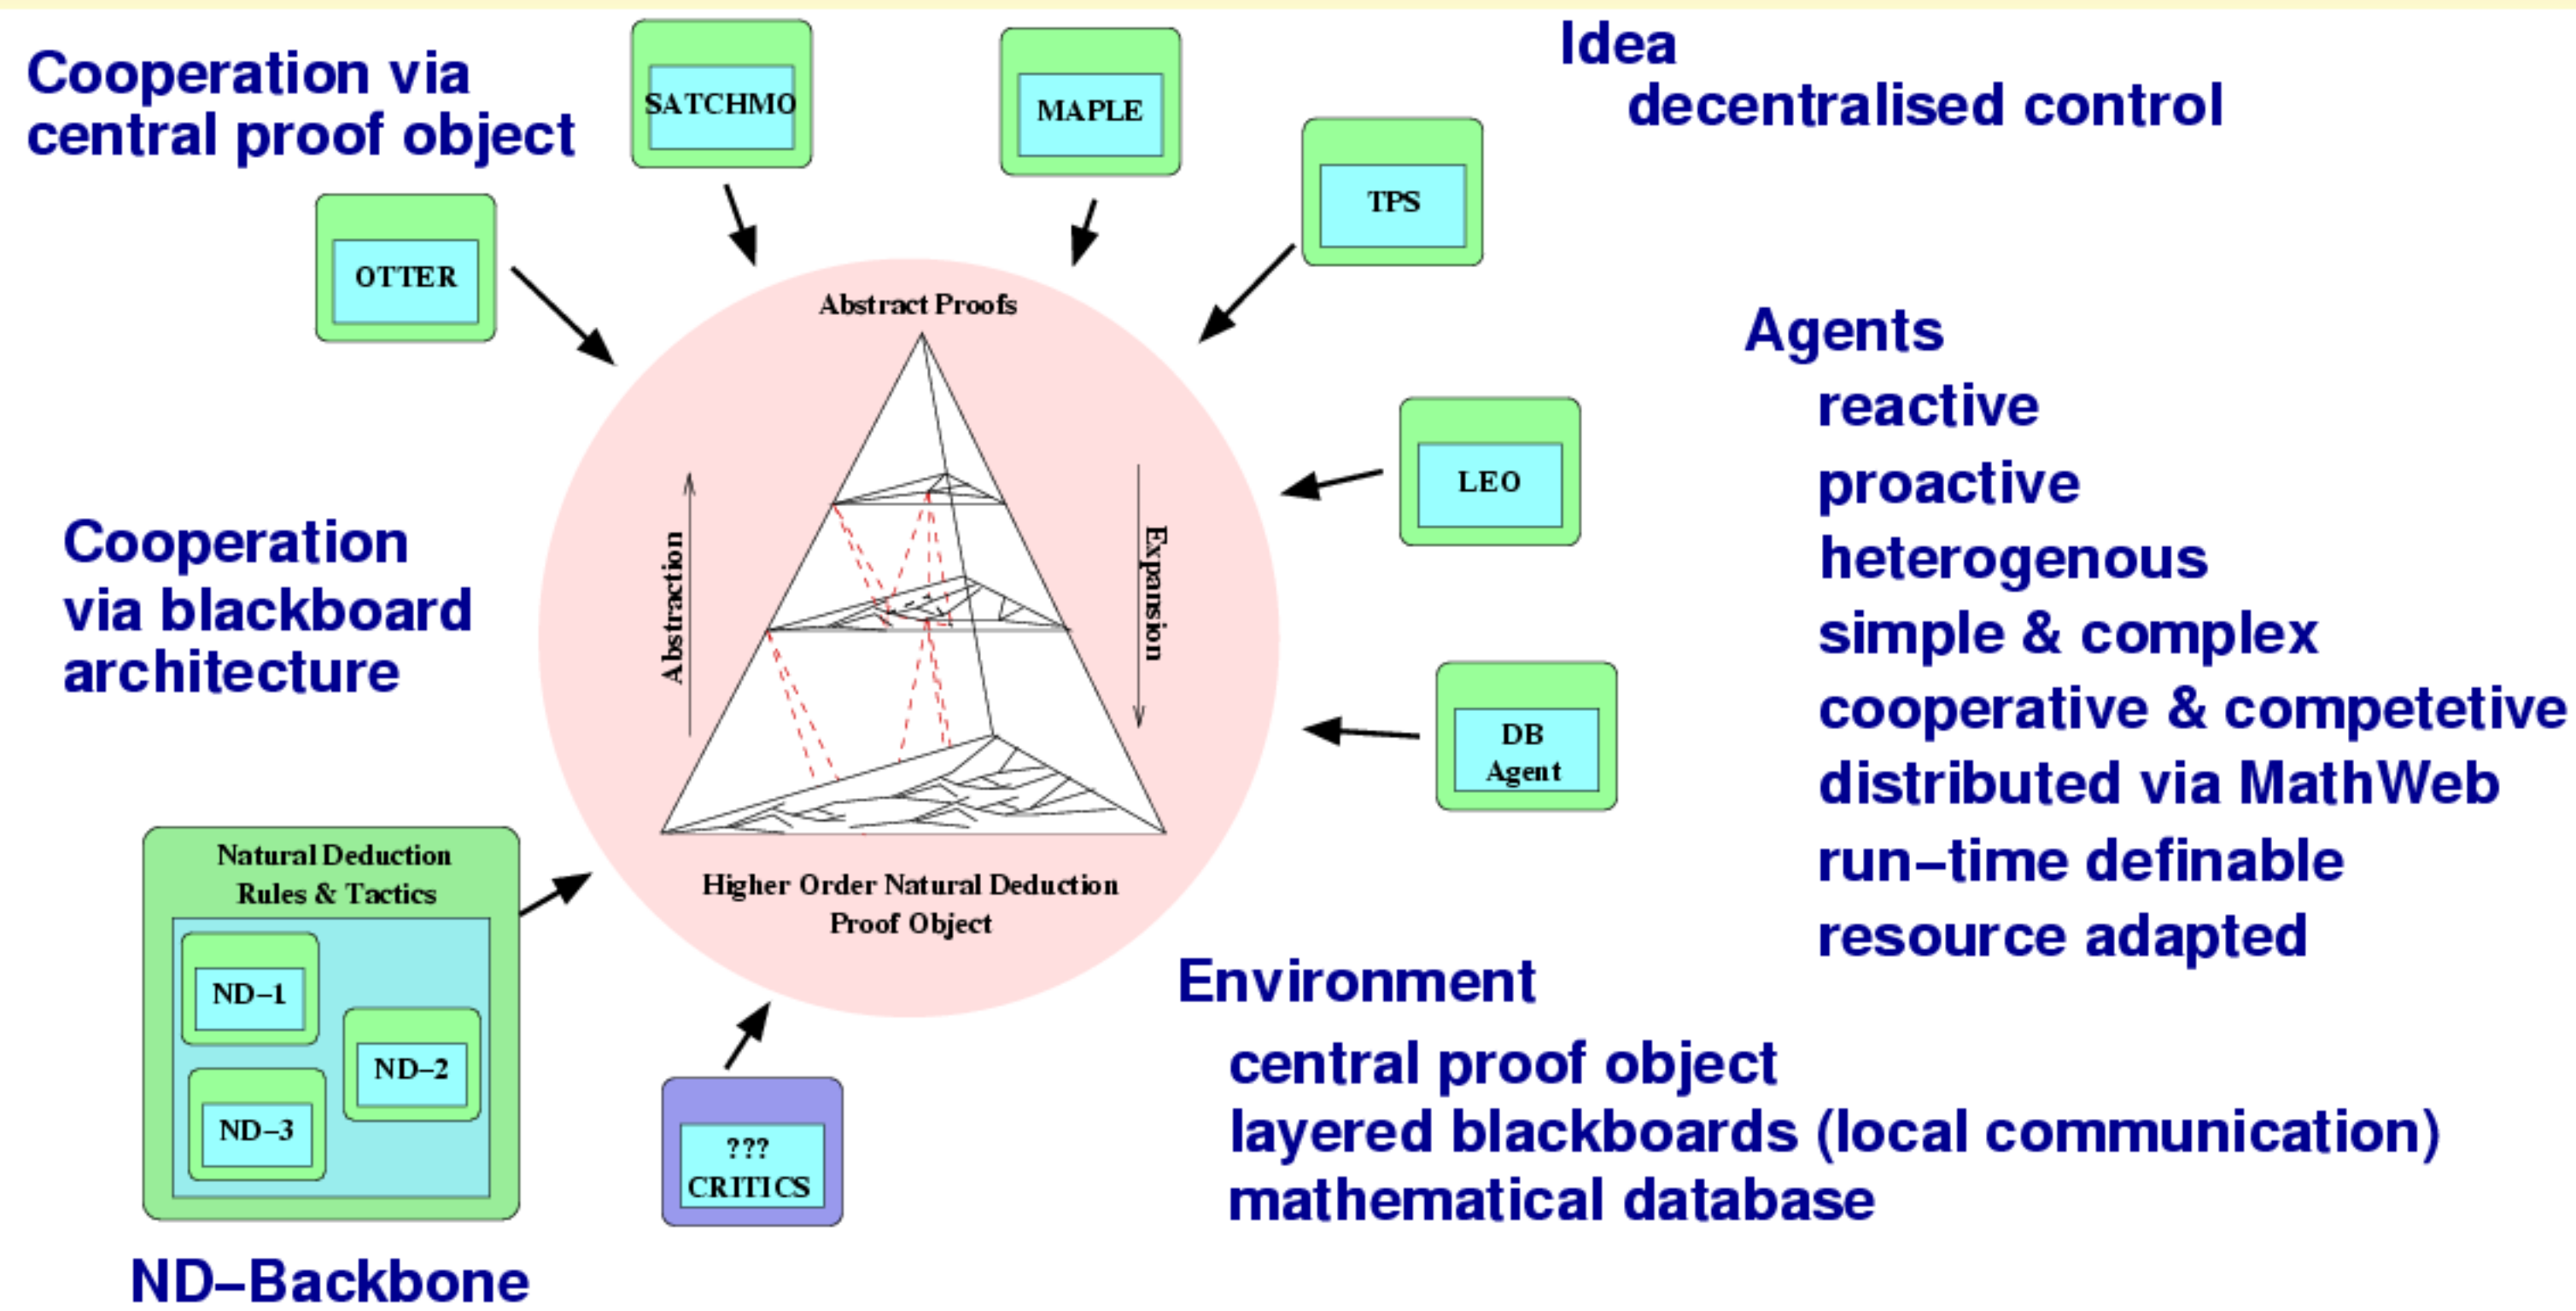 Cooperation via
central proof object
SATCHMO
MAPLE
Idea
decentralised control
OTTER
TPS
Abstract Proofs
Agents
reactive
proactive
heterogenous
simple & complex
cooperative & competetive
distributed via MathWeb
run–time definable
resource adapted
LEO
Abstraction
Expansion
Cooperation
via blackboard
architecture
DB
Agent
Natural Deduction
Rules & Tactics
ND–1
ND–2
ND–3
Higher Order Natural Deduction
Proof Object
???
CRITICS
Environment
central proof object
layered blackboards (local communication)
mathematical database
ND–Backbone